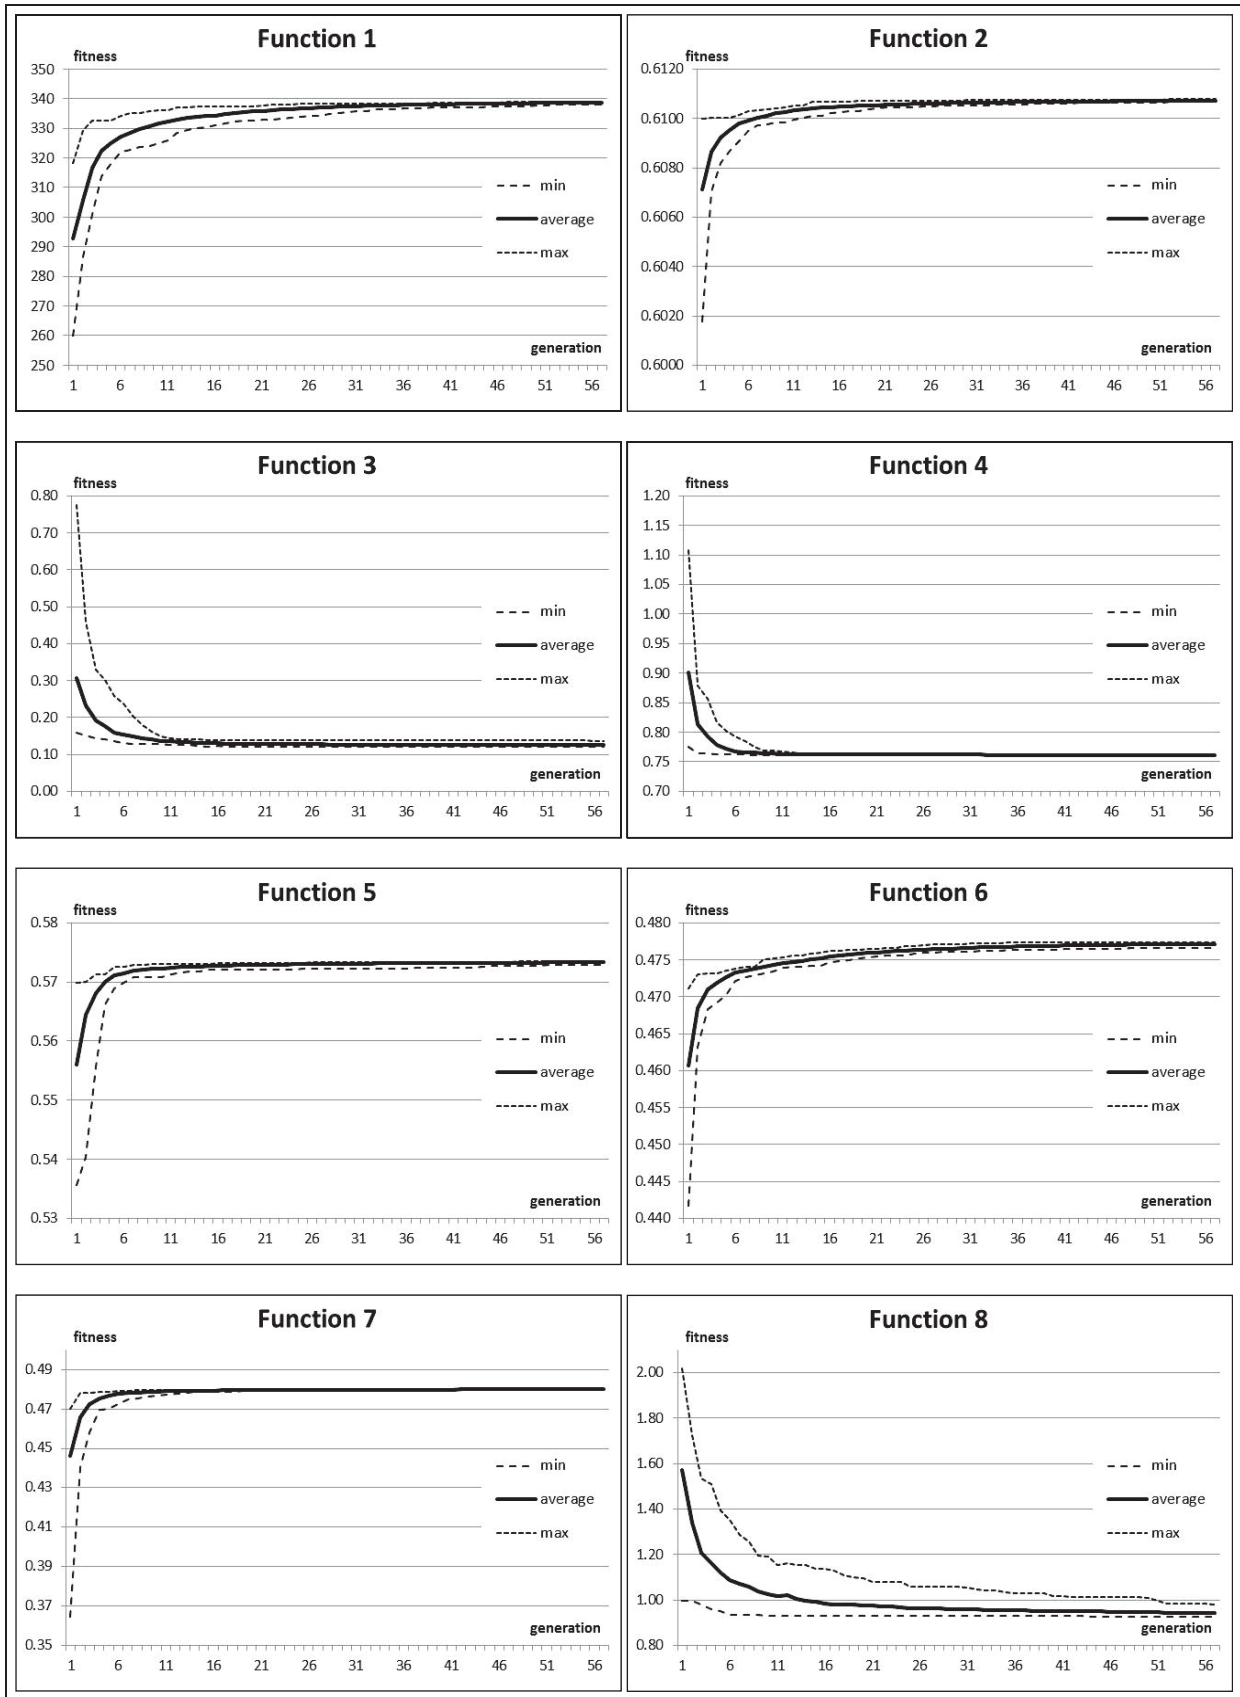 Function 1
fitness
350
340
330
320
310
300
290
280
270
260
250
min
average
max
generation
1 6 11 16 21 26 31 36 41 46 51 56
Function 2
fitness
0.6120
0.6100
0.6080
0.6060
0.6040
0.6020
0.6000
min
average
max
generation
1 6 11 16 21 26 31 36 41 46 51 56
Function 3
fitness
0.80
0.70
0.60
0.50
0.40
0.30
0.20
0.10
0.00
min
average
max
generation
1 6 11 16 21 26 31 36 41 46 51 56
Function 4
fitness
1.20
1.15
1.10
1.05
1.00
0.95
0.90
0.85
0.80
0.75
0.70
min
average
max
generation
1 6 11 16 21 26 31 36 41 46 51 56
Function 5
fitness
0.58
0.57
0.56
0.55
0.54
0.53
min
average
max
generation
1 6 11 16 21 26 31 36 41 46 51 56
Function 6
fitness
0.480
0.475
0.470
0.465
0.460
0.455
0.450
0.445
0.440
min
average
max
generation
1 6 11 16 21 26 31 36 41 46 51 56
Function 7
fitness
0.49
0.47
0.45
0.43
0.41
0.39
0.37
0.35
min
average
max
generation
1 6 11 16 21 26 31 36 41 46 51 56
Function 8
fitness
2.00
1.80
1.60
1.40
1.20
1.00
0.80
min
average
max
generation
1 6 11 16 21 26 31 36 41 46 51 56